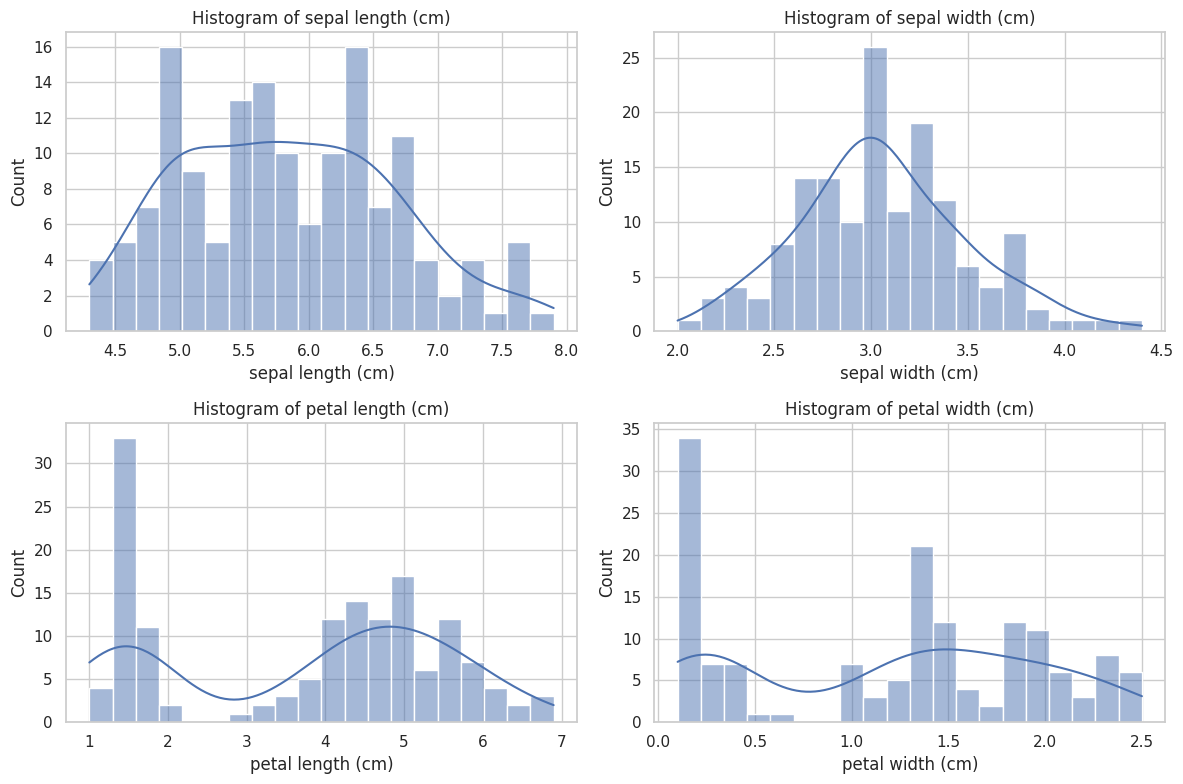 Histogram of sepal length (cm)
16
14
12
10
8
6
4
2
0
Count
4.5 5.0 5.5 6.0 6.5 7.0 7.5 8.0
sepal length (cm)
Histogram of sepal width (cm)
25
20
15
10
5
0
Count
2.0 2.5 3.0 3.5 4.0 4.5
sepal width (cm)
Histogram of petal length (cm)
30
25
20
15
10
5
0
Count
1 2 3 4 5 6 7
petal length (cm)
Histogram of petal width (cm)
35
30
25
20
15
10
5
0
Count
0.0 0.5 1.0 1.5 2.0 2.5
petal width (cm)